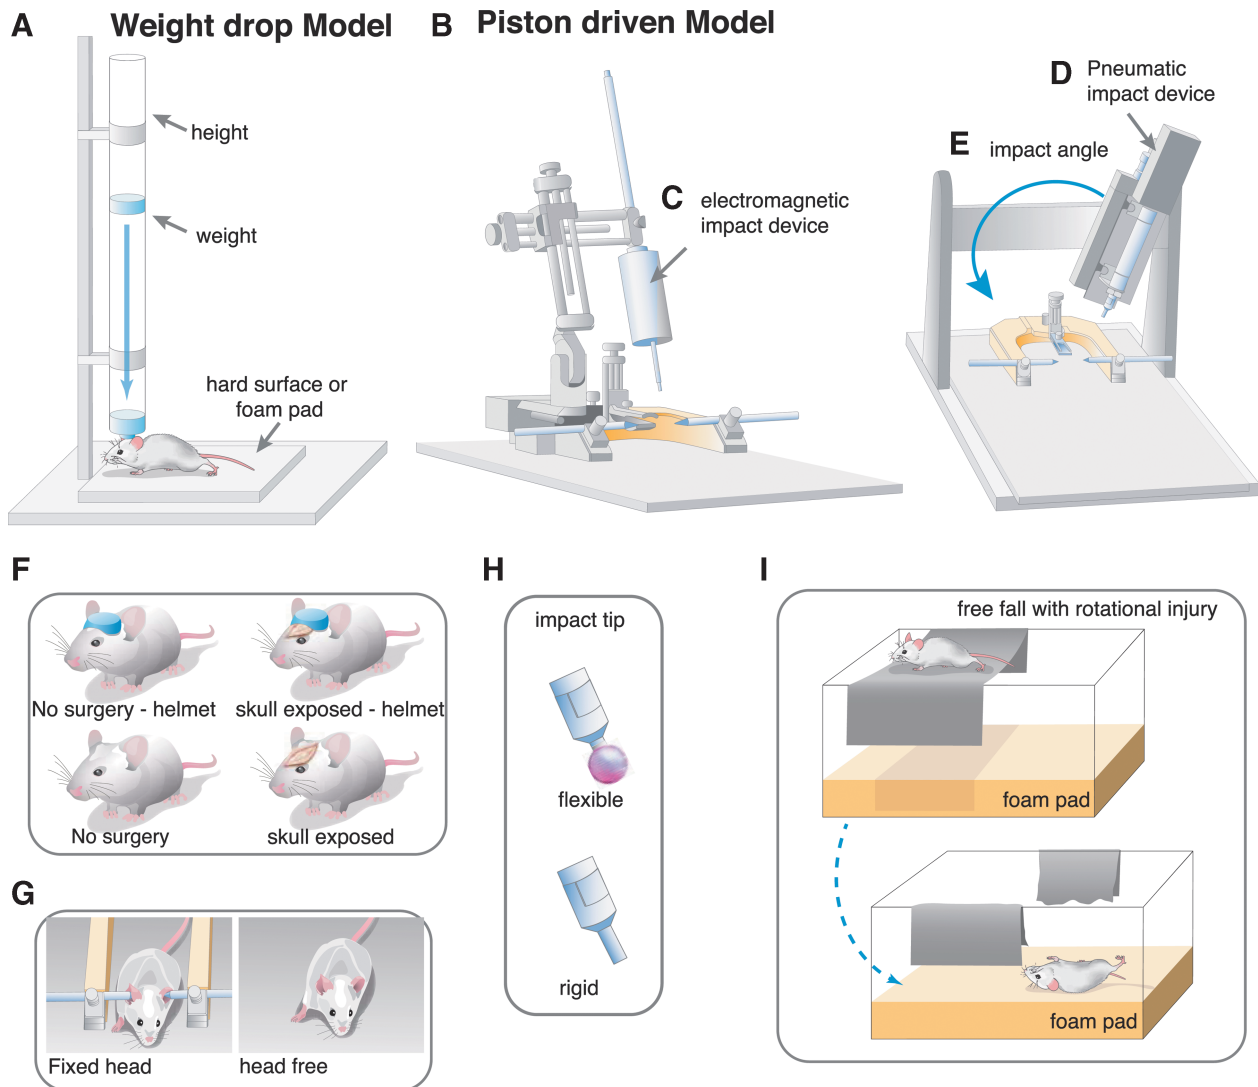 A Weight drop Model
height
weight
hard surface or
foam pad
B Piston driven Model
C electromagnetic
impact device
D Pneumatic
impact device
E impact angle
F
No surgery - helmet
skull exposed - helmet
No surgery
skull exposed
G
Fixed head
head free
H
impact tip
flexible
rigid
I
free fall with rotational injury
foam pad
foam pad